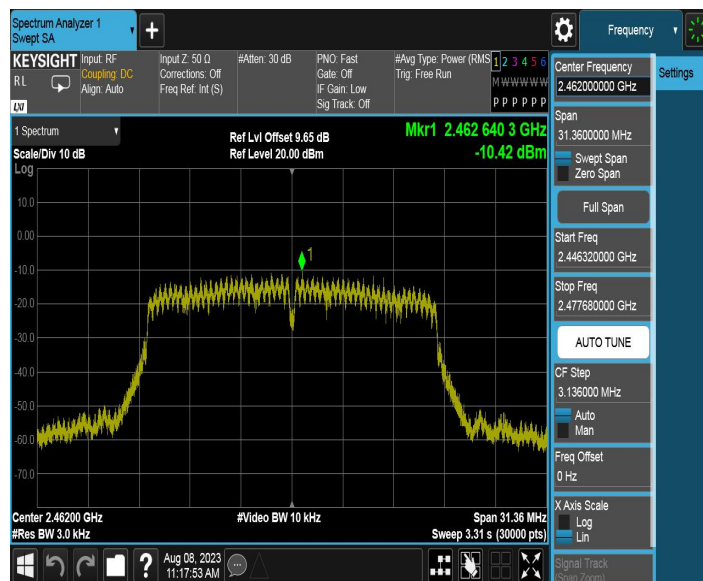 Spectrum Analyzer 1
Swept SA
+
Frequency
KEYSIGHT
Input: RF
Coupling: DC
Align: Auto
RL
LXI
Input Z: 50 Ω
Corrections: Off
Freq Ref: Int (S)
#Atten: 30 dB
PNO: Fast
Gate: Off
IF Gain: Low
Sig Track: Off
#Avg Type: Power (RMS
Trig: Free Run
1 2 3 4 5 6
M W W W W W
P P P P P P
1 Spectrum
Scale/Div 10 dB
Log
Ref Lvl Offset 9.65 dB
Ref Level 20.00 dBm
Mkr1 2.462 640 3 GHz
-10.42 dBm
10.0
0.00
-10.0
-20.0
-30.0
-40.0
-50.0
-60.0
-70.0
1
Center 2.46200 GHz
#Res BW 3.0 kHz
#Video BW 10 kHz
Span 31.36 MHz
Sweep 3.31 s (30000 pts)
Aug 08, 2023
11:17:53 AM
?
Center Frequency
2.462000000 GHz
Span
31.3600000 MHz
Swept Span
Zero Span
Full Span
Start Freq
2.446320000 GHz
Stop Freq
2.477680000 GHz
AUTO TUNE
CF Step
3.136000 MHz
Auto
Man
Freq Offset
0 Hz
X Axis Scale
Log
Lin
Signal Track
(Span Zoom)
Settings